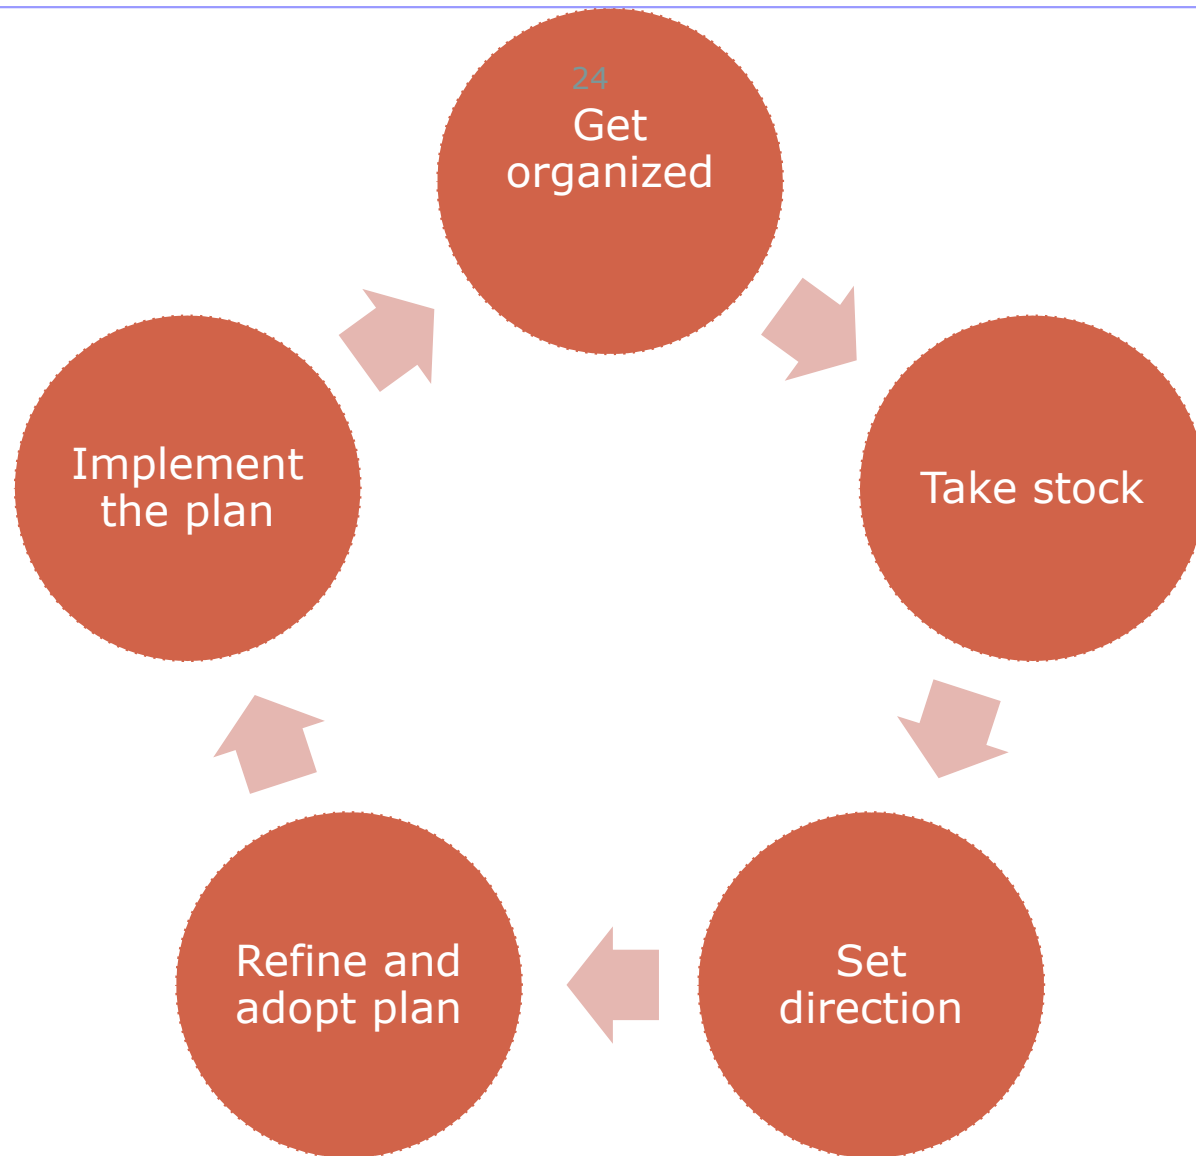 24
Get
organized
Take stock
Set
direction
Refine and
adopt plan
Implement
the plan